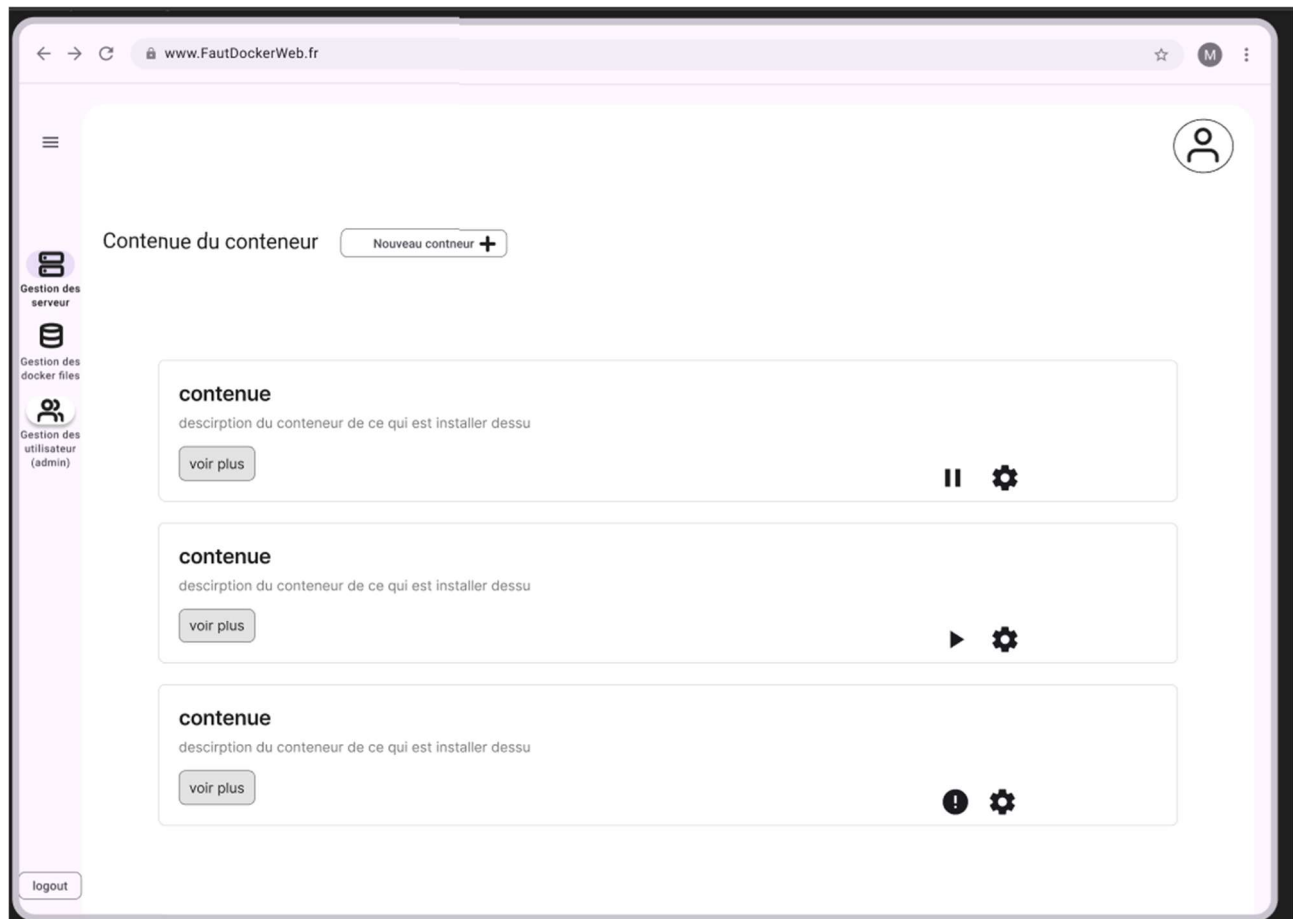 www.FautDockerWeb.fr
M
Contenue du conteneur
Nouveau contneur
Gestion des
serveur
Gestion des
docker files
Gestion des
utilisateur
(admin)
contenue
descirption du conteneur de ce qui est installer dessu
voir plus
contenue
descirption du conteneur de ce qui est installer dessu
voir plus
contenue
descirption du conteneur de ce qui est installer dessu
voir plus
logout